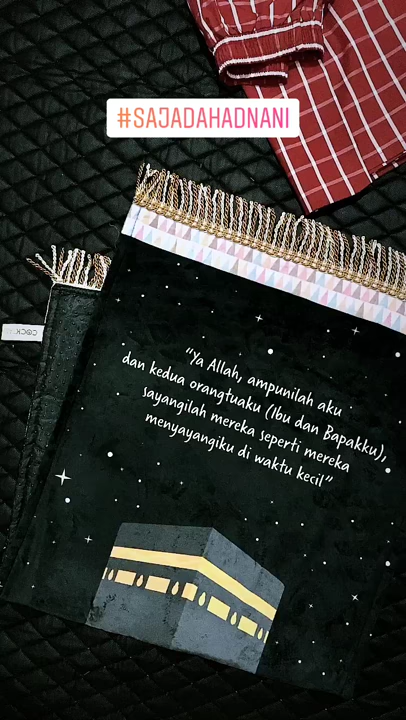 #SAJADAHADNANI
COCK
"Ya Allah, ampunilah aku
dan kedua orangtuaku (Ibu dan Bapakku),
sayangilah mereka seperti mereka
menyayangiku di waktu kecil"